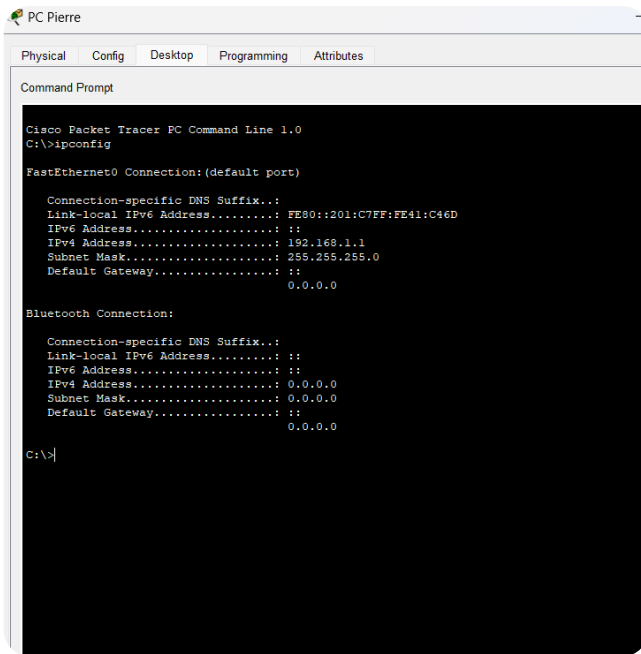 PC Pierre
Physical Config Desktop Programming Attributes
Command Prompt
Cisco Packet Tracer PC Command Line 1.0
C:\>ipconfig
FastEthernet0 Connection:(default port)
Connection-specific DNS Suffix..:
Link-local IPv6 Address.........: FE80::201:C7FF:FE41:C46D
IPv6 Address....................: ::
IPv4 Address....................: 192.168.1.1
Subnet Mask.....................: 255.255.255.0
Default Gateway.................: ::
0.0.0.0
Bluetooth Connection:
Connection-specific DNS Suffix..:
Link-local IPv6 Address.........: ::
IPv6 Address....................: ::
IPv4 Address....................: 0.0.0.0
Subnet Mask.....................: 0.0.0.0
Default Gateway.................: ::
0.0.0.0
C:\>